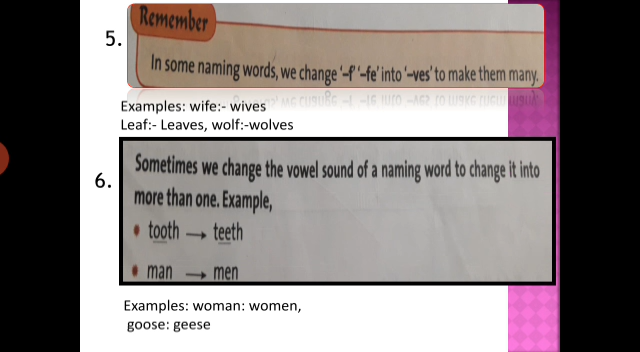 Remember
5.
In some naming words, we change '–f' '–fe' into '–ves' to make them many.
Examples: wife:- wives
Leaf:- Leaves, wolf:-wolves
6.
Sometimes we change the vowel sound of a naming word to change it into
more than one. Example,
• tooth → teeth
• man → men
Examples: woman: women,
goose: geese